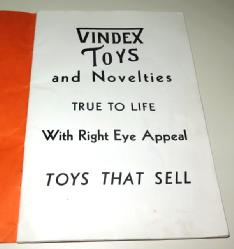 VINDEX
TOYS
and Novelties
TRUE TO LIFE
With Right Eye Appeal
TOYS THAT SELL